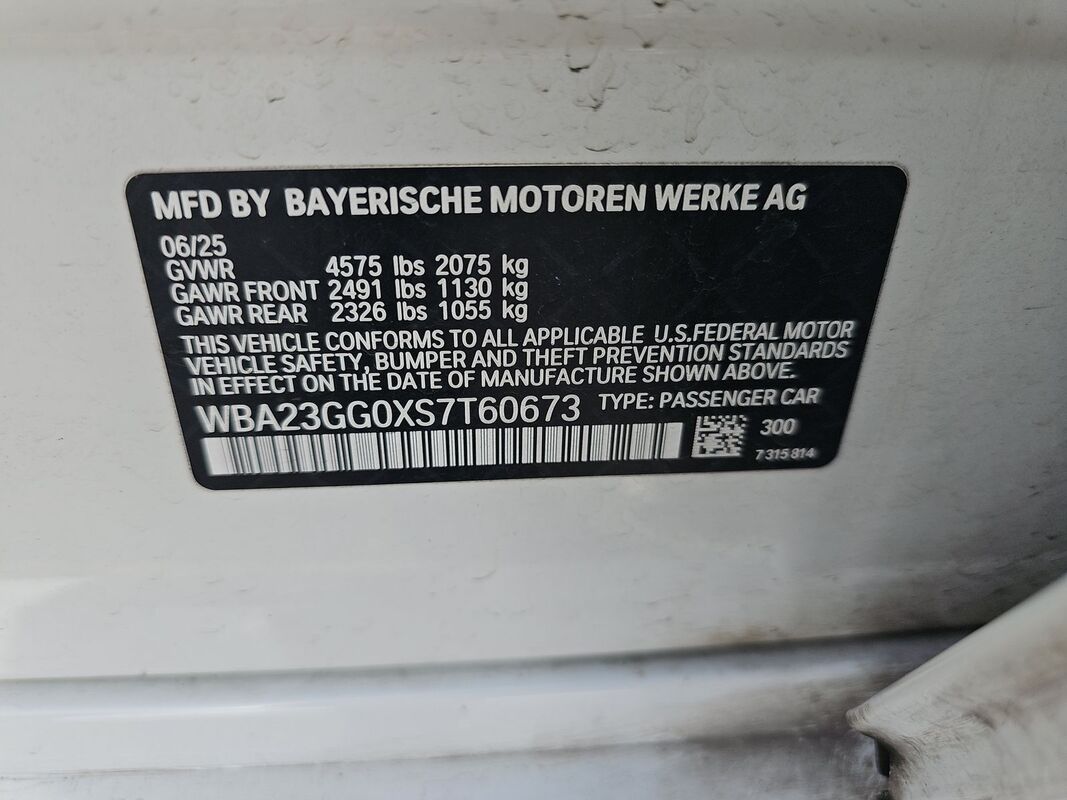 MFD BY BAYERISCHE MOTOREN WERKE AG
06/25
GVWR 4575 lbs 2075 kg
GAWR FRONT 2491 lbs 1130 kg
GAWR REAR 2326 lbs 1055 kg
THIS VEHICLE CONFORMS TO ALL APPLICABLE U.S.FEDERAL MOTOR
VEHICLE SAFETY, BUMPER AND THEFT PREVENTION STANDARDS
IN EFFECT ON THE DATE OF MANUFACTURE SHOWN ABOVE.
WBA23GG0XS7T60673 TYPE: PASSENGER CAR
300
7 315 814